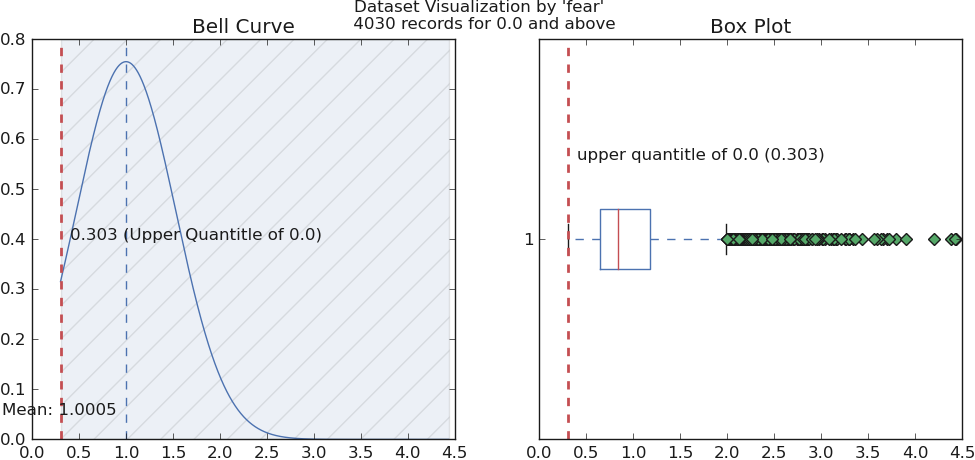 Dataset Visualization by 'fear'
4030 records for 0.0 and above
Bell Curve
0.8
0.7
0.6
0.5
0.4
0.3
0.2
0.1
0.0
0.303 (Upper Quantitle of 0.0)
Mean: 1.0005
0.0 0.5 1.0 1.5 2.0 2.5 3.0 3.5 4.0 4.5
Box Plot
upper quantitle of 0.0 (0.303)
1
0.0 0.5 1.0 1.5 2.0 2.5 3.0 3.5 4.0 4.5